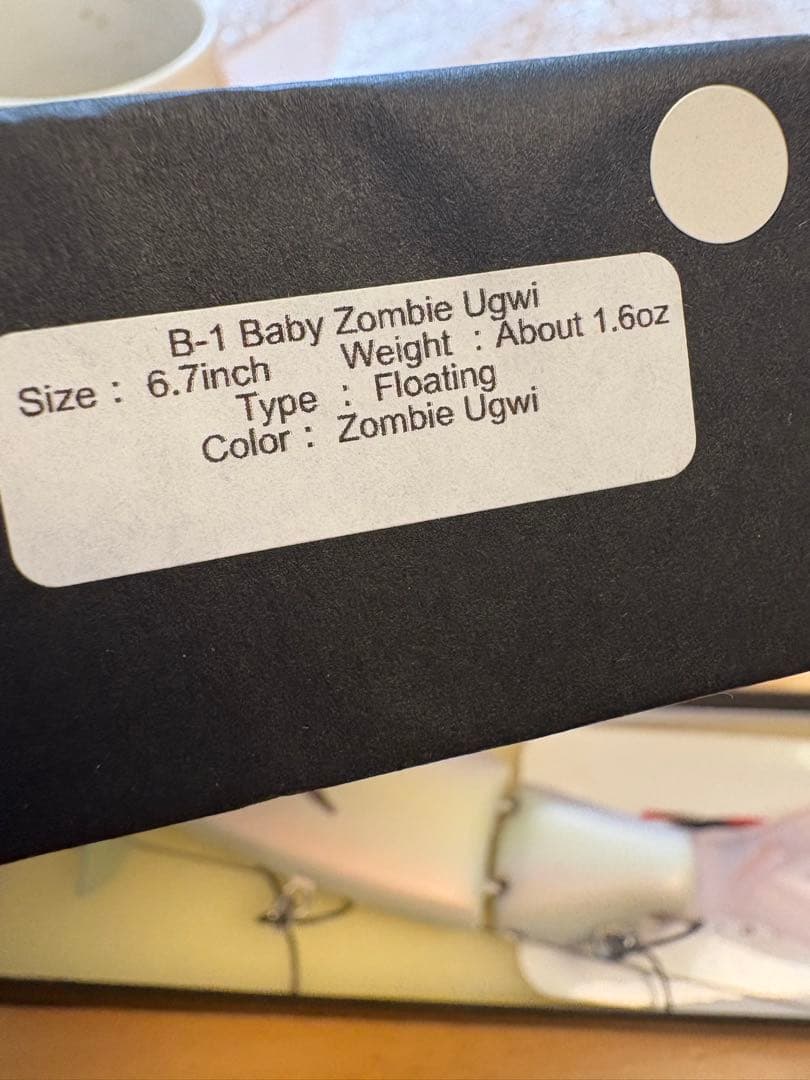 B-1 Baby Zombie Ugwi
Size : 6.7inch Weight : About 1.6oz
Type : Floating
Color : Zombie Ugwi